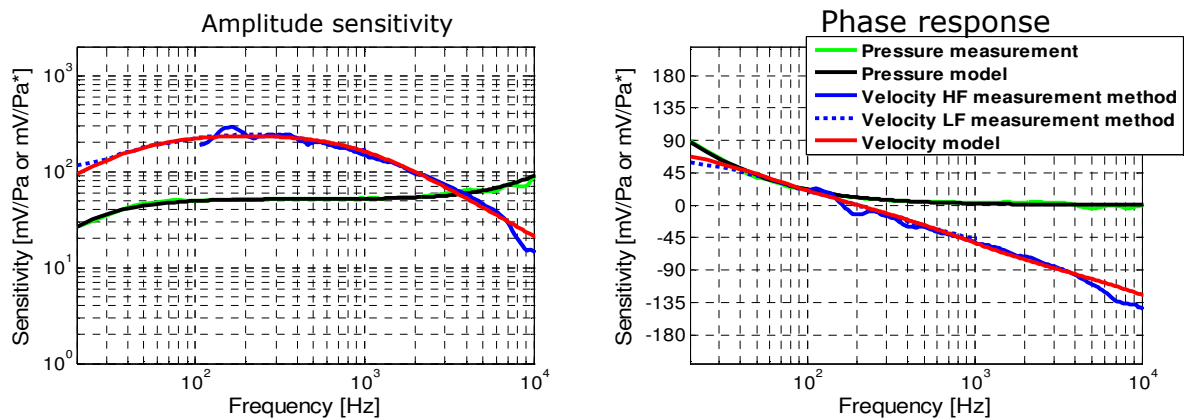 Amplitude sensitivity
Sensitivity [mV/Pa or mV/Pa*]
10^3
10^2
10^1
10^0
10^2
10^3
10^4
Frequency [Hz]
Phase response
Pressure measurement
Pressure model
Velocity HF measurement method
Velocity LF measurement method
Velocity model
Sensitivity [mV/Pa or mV/Pa*]
180
135
90
45
0
-45
-90
-135
-180
10^2
10^3
10^4
Frequency [Hz]